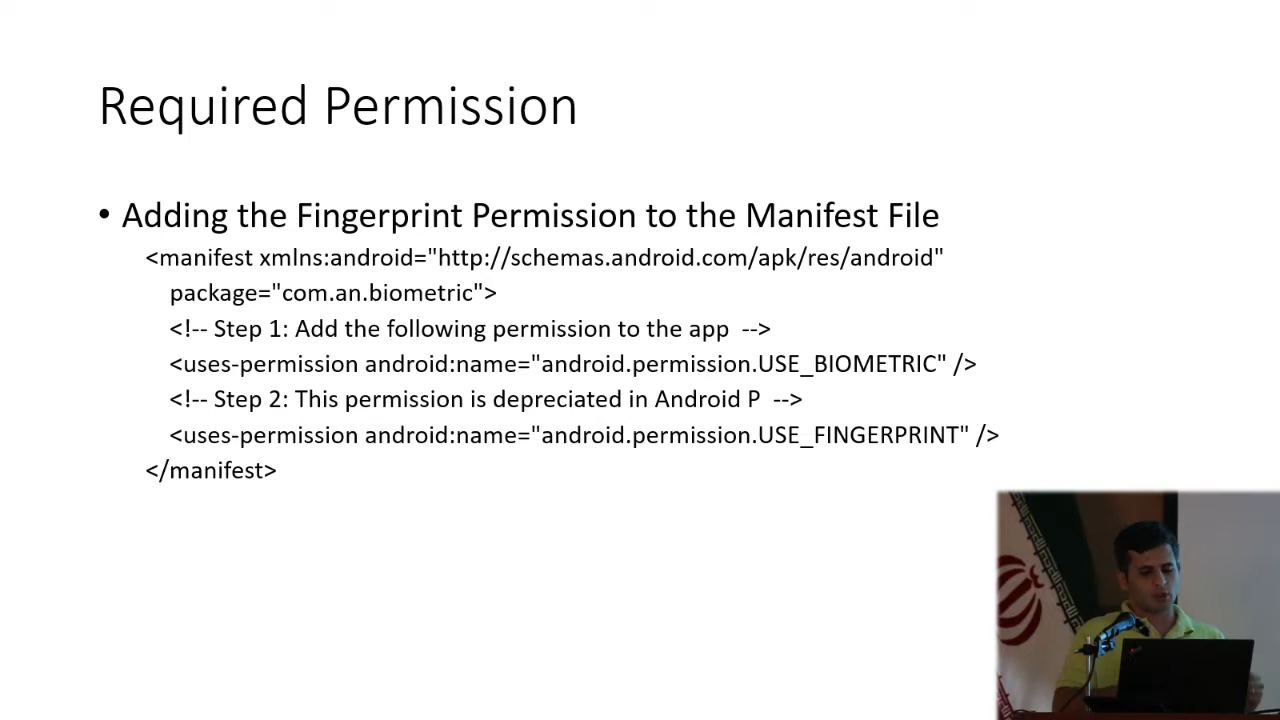 Required Permission
• Adding the Fingerprint Permission to the Manifest File
<manifest xmlns:android="http://schemas.android.com/apk/res/android"
package="com.an.biometric">
<!-- Step 1: Add the following permission to the app  -->
<uses-permission android:name="android.permission.USE_BIOMETRIC" />
<!-- Step 2: This permission is depreciated in Android P  -->
<uses-permission android:name="android.permission.USE_FINGERPRINT" />
</manifest>